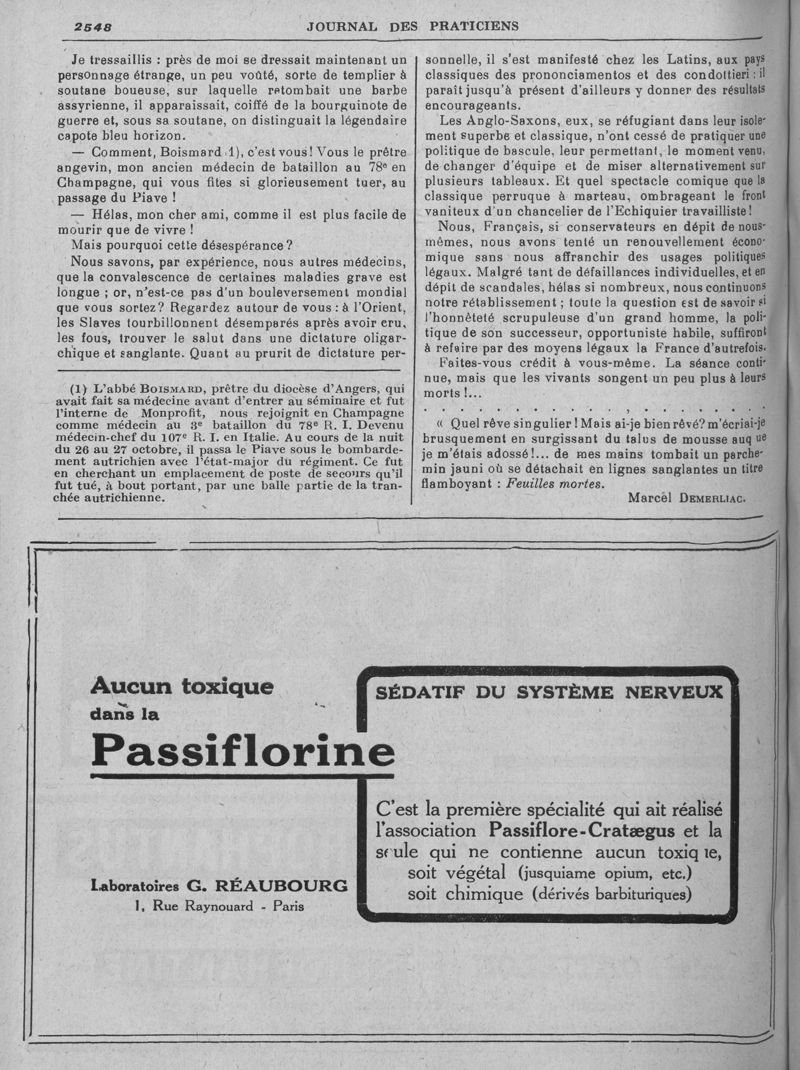 2548
JOURNAL DES PRATICIENS
Je tressaillis : près de moi se dressait maintenant un
personnage étrange, un peu voûté, sorte de templier à
soutane boueuse, sur laquelle retombait une barbe
assyrienne, il apparaissait, coiffé de la bourguinote de
guerre et, sous sa soutane, on distinguait la légendaire
capote bleu horizon.
— Comment, Boismard 1), c'est vous! Vous le prêtre
angevin, mon ancien médecin de bataillon au 78e en
Champagne, qui vous fites si glorieusement tuer, au
passage du Piave !
— Hélas, mon cher ami, comme il est plus facile de
mourir que de vivre !
Mais pourquoi cette désespérance ?
Nous savons, par expérience, nous autres médecins,
que la convalescence de certaines maladies grave est
longue ; or, n'est-ce pas d'un bouleversement mondial
que vous sortez? Regardez autour de vous : à l'Orient,
les Slaves tourbillonnent désemparés après avoir cru,
les fous, trouver le salut dans une dictature oligar-
chique et sanglante. Quant au prurit de dictature per-
(1) L'abbé BOISMARD, prêtre du diocèse d'Angers, qui
avait fait sa médecine avant d'entrer au séminaire et fut
l'interne de Monprofit, nous rejoignit en Champagne
comme médecin au 3e bataillon du 78e R. I. Devenu
médecin-chef du 107e R. I. en Italie. Au cours de la nuit
du 26 au 27 octobre, il passa le Piave sous le bombarde-
ment autrichien avec l'état-major du régiment. Ce fut
en cherchant un emplacement de poste de secours qu'il
fut tué, à bout portant, par une balle partie de la tran-
chée autrichienne.
sonnelle, il s'est manifesté chez les Latins, aux pays
classiques des prononciamentos et des condottieri : il
paraît jusqu'à présent d'ailleurs y donner des résultats
encourageants.
Les Anglo-Saxons, eux, se réfugiant dans leur isole-
ment superbe et classique, n'ont cessé de pratiquer une
politique de bascule, leur permettant, le moment venu,
de changer d'équipe et de miser alternativement sur
plusieurs tableaux. Et quel spectacle comique que la
classique perruque à marteau, ombrageant le front
vaniteux d'un chancelier de l'Echiquier travailliste !
Nous, Français, si conservateurs en dépit de nous-
mêmes, nous avons tenté un renouvellement écono-
mique sans nous affranchir des usages politiques
légaux. Malgré tant de défaillances individuelles, et en
dépit de scandales, hélas si nombreux, nous continuons
notre rétablissement ; toute la question est de savoir si
l'honnêteté scrupuleuse d'un grand homme, la poli-
tique de son successeur, opportuniste habile, suffiront
à refaire par des moyens légaux la France d'autrefois.
Faites-vous crédit à vous-même. La séance conti-
nue, mais que les vivants songent un peu plus à leurs
morts !...
. . . . . . . . . . . . . . . . . . . . .
« Quel rêve singulier ! Mais ai-je bien rêvé? m'écriai-je
brusquement en surgissant du talus de mousse auq ue
je m'étais adossé !... de mes mains tombait un parche-
min jauni où se détachait en lignes sanglantes un titre
flamboyant : Feuilles mortes.
Marcel DEMERLIAC.
Aucun toxique
dans la
Passiflorine
Laboratoires G. RÉAUBOURG
1, Rue Raynouard - Paris
SÉDATIF DU SYSTÈME NERVEUX
C'est la première spécialité qui ait réalisé
l'association Passiflore-Cratægus et la
seule qui ne contienne aucun toxique,
soit végétal (jusquiame opium, etc.)
soit chimique (dérivés barbituriques)